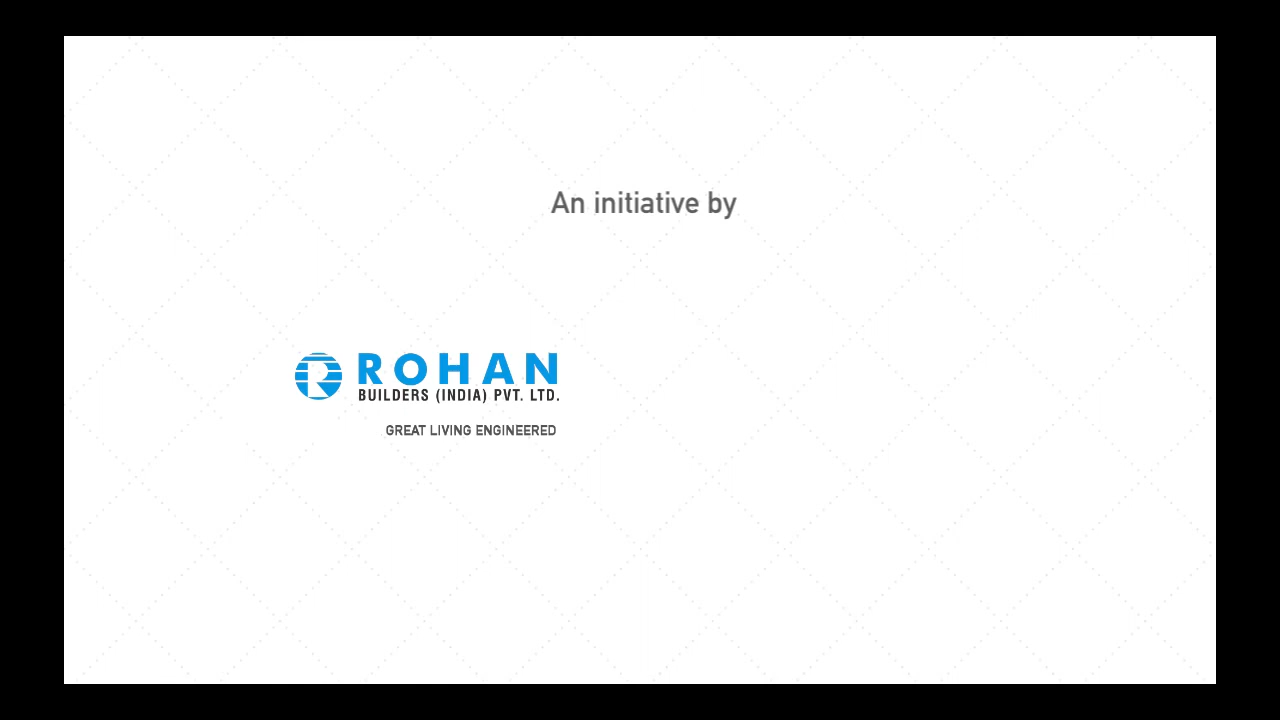 An initiative by
ROHAN
BUILDERS (INDIA) PVT. LTD.
GREAT LIVING ENGINEERED